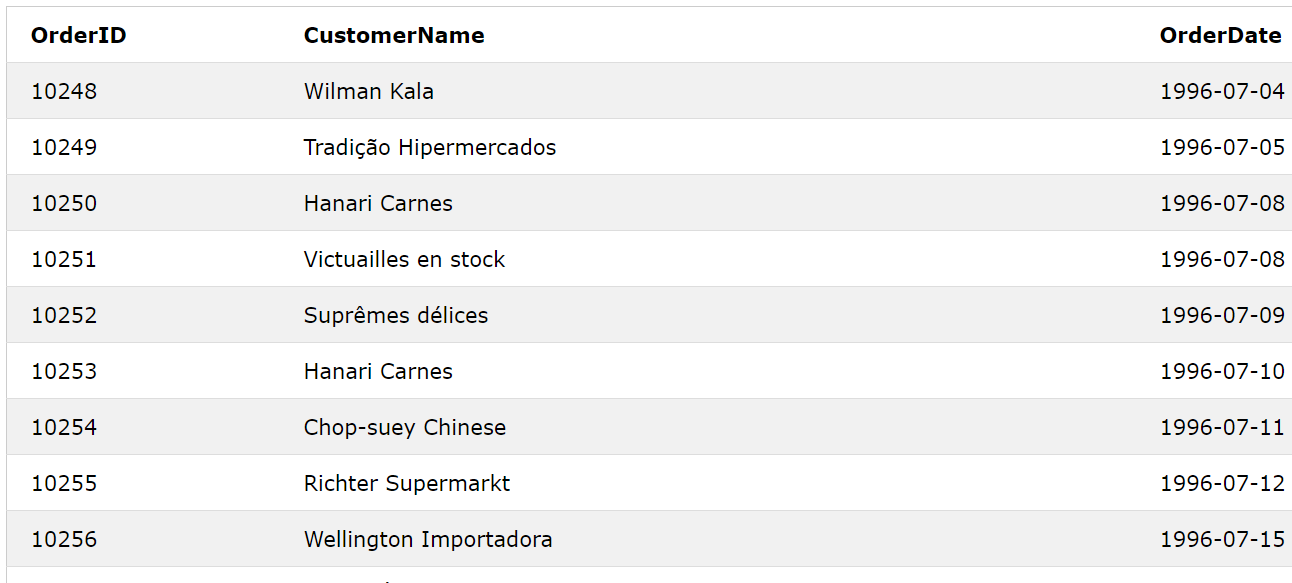 OrderID CustomerName OrderDate
10248 Wilman Kala 1996-07-04
10249 Tradição Hipermercados 1996-07-05
10250 Hanari Carnes 1996-07-08
10251 Victuailles en stock 1996-07-08
10252 Suprêmes délices 1996-07-09
10253 Hanari Carnes 1996-07-10
10254 Chop-suey Chinese 1996-07-11
10255 Richter Supermarkt 1996-07-12
10256 Wellington Importadora 1996-07-15